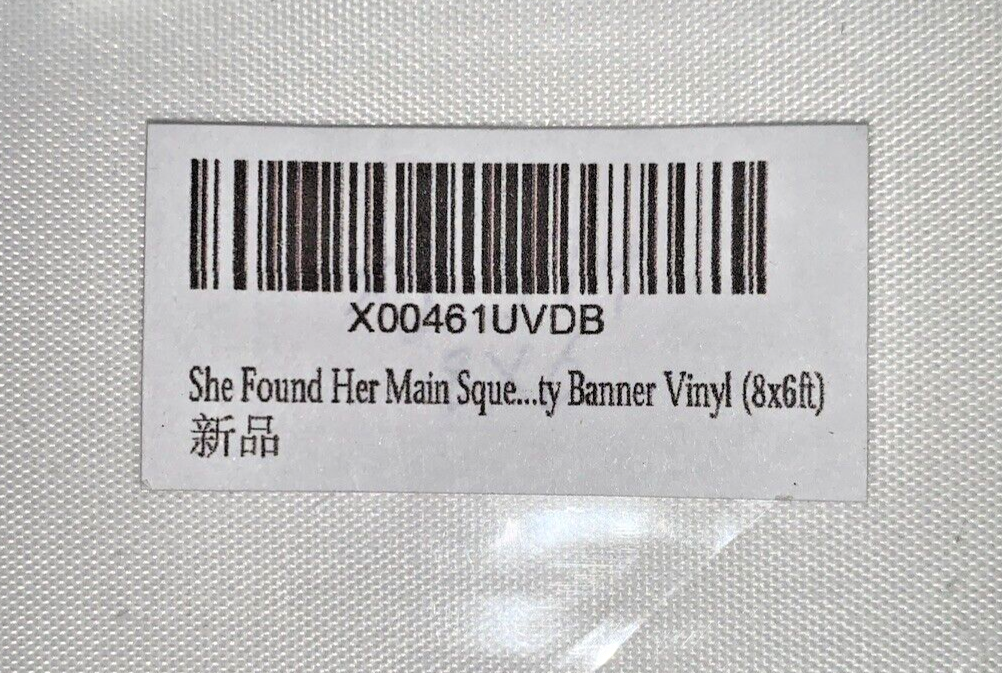 X00461UVDB
She Found Her Main Sque...ty Banner Vinyl (8x6ft)
新品